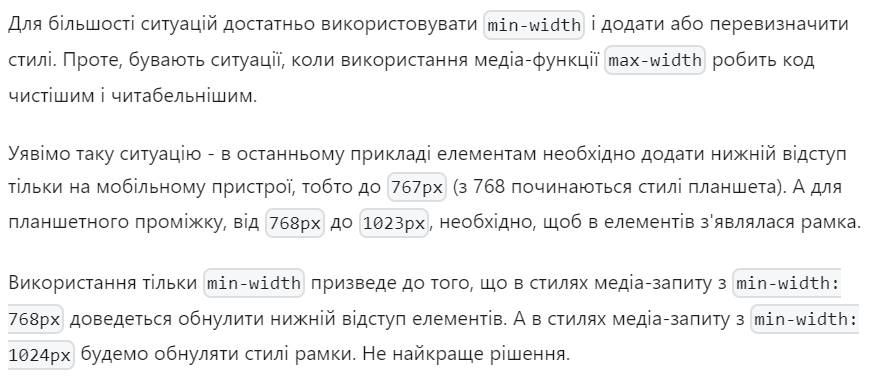 Для більшості ситуацій достатньо використовувати min-width і додати або перевизначити
стилі. Проте, бувають ситуації, коли використання медіа-функції max-width робить код
чистішим і читабельнішим.
Уявімо таку ситуацію - в останньому прикладі елементам необхідно додати нижній відступ
тільки на мобільному пристрої, тобто до 767px (з 768 починаються стилі планшета). А для
планшетного проміжку, від 768px до 1023px, необхідно, щоб в елементів з'являлася рамка.
Використання тільки min-width призведе до того, що в стилях медіа-запиту з min-width:
768px доведеться обнулити нижній відступ елементів. А в стилях медіа-запиту з min-width:
1024px будемо обнуляти стилі рамки. Не найкраще рішення.